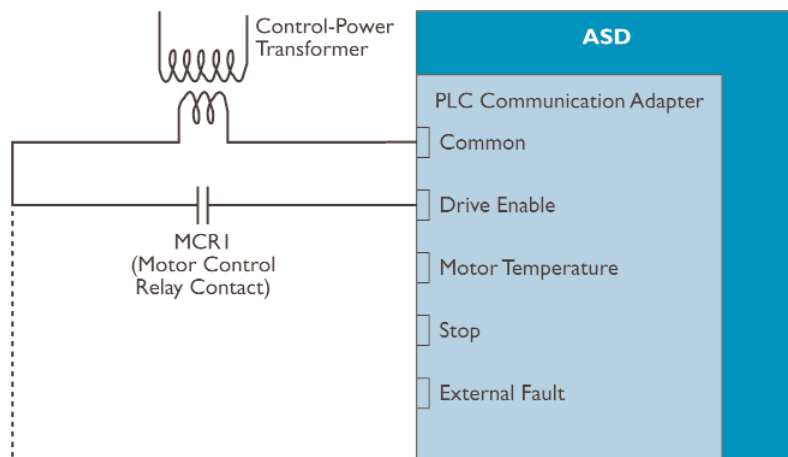 Control-Power
Transformer
ASD
PLC Communication Adapter
Common
Drive Enable
MCR1
(Motor Control
Relay Contact)
Motor Temperature
Stop
External Fault